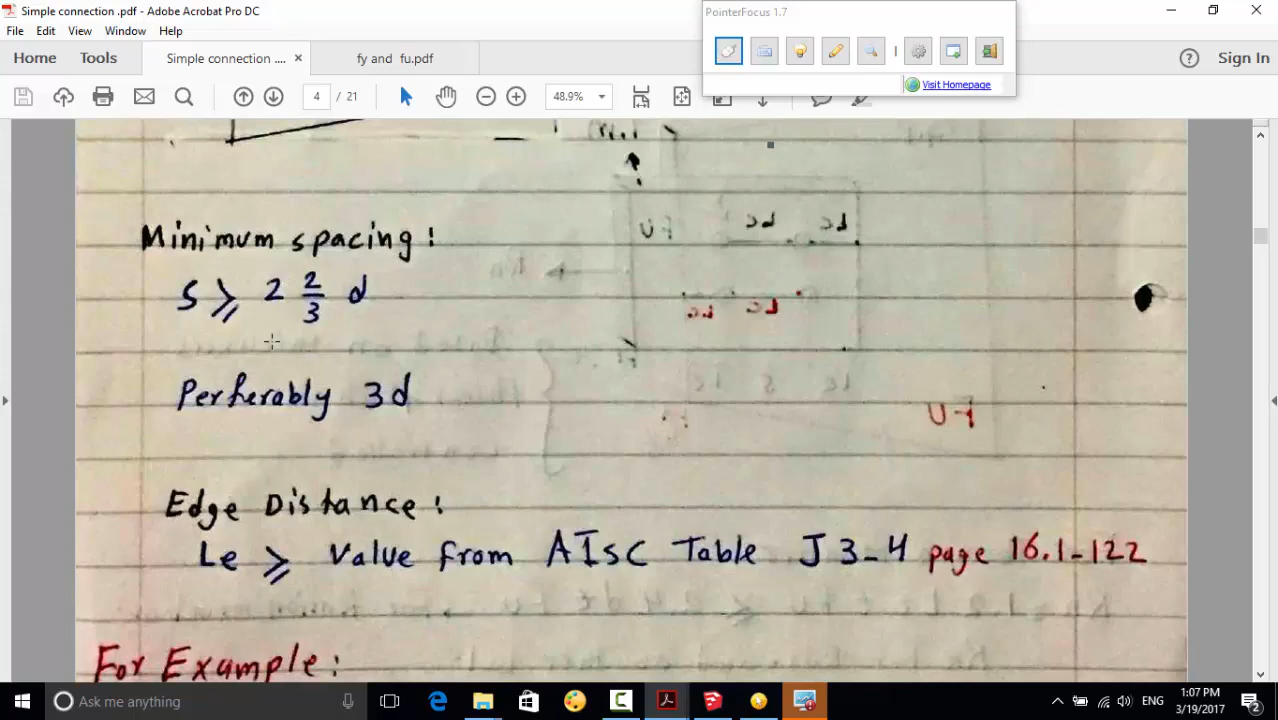 Simple connection .pdf - Adobe Acrobat Pro DC
PointerFocus 1.7
File Edit View Window Help
Home Tools Simple connection .... × fy and fu.pdf Sign In
4 / 21 48.9%
Visit Homepage
Minimum spacing :
S ⩾ 2 2/3 d
Perferably 3d
Edge Distance :
Le ⩾ Value from AISC Table J3-4 page 16.1-122
For Example :
Ask me anything
ENG
1:07 PM
3/19/2017
2